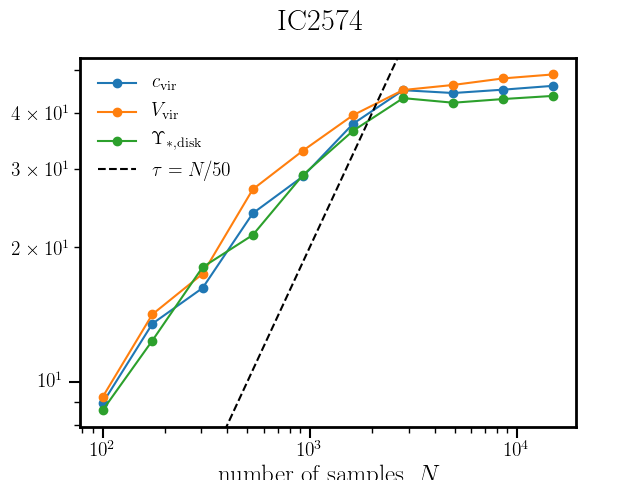 IC2574
c_vir
V_vir
Υ_*,disk
τ = N/50
4 × 10^1
3 × 10^1
2 × 10^1
10^1
10^2
10^3
10^4
number of samples, N